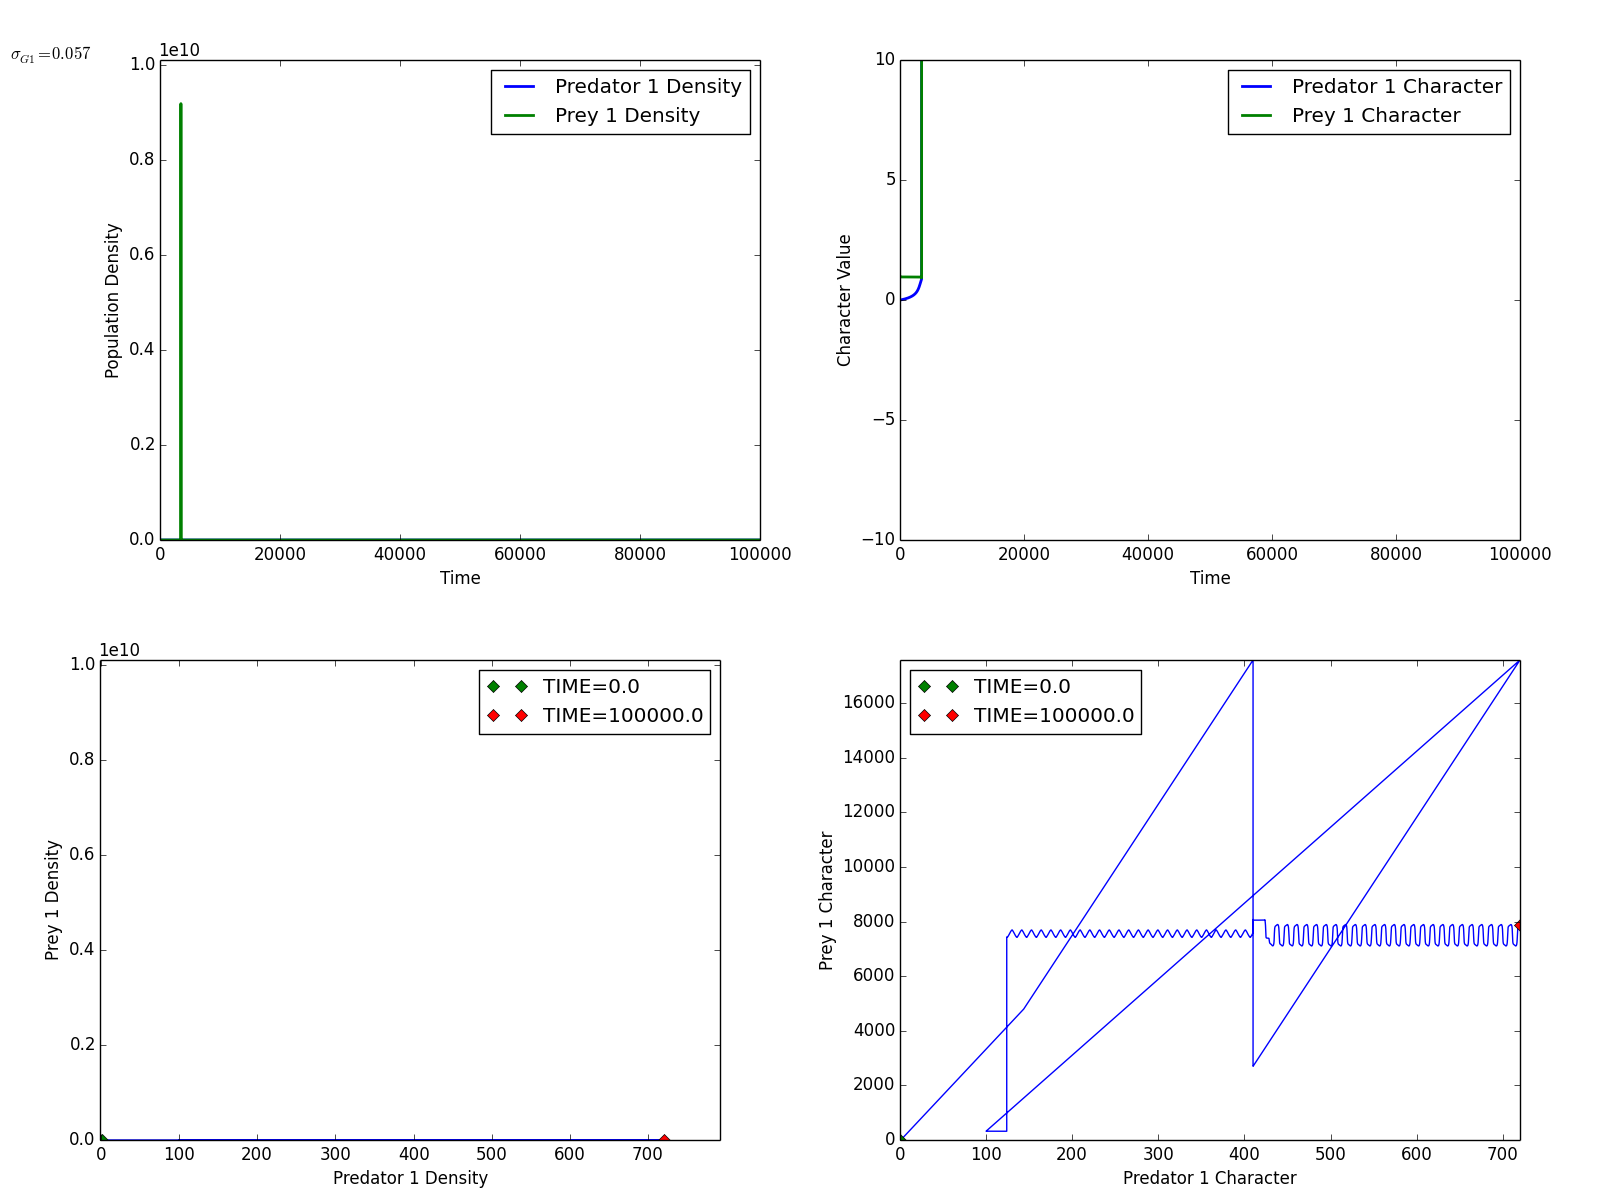 σG1=0.057
1e10
1.0
0.8
0.6
0.4
0.2
0.0
Population Density
0 20000 40000 60000 80000 100000
Time
Predator 1 Density
Prey 1 Density
10
5
0
−5
−10
Character Value
0 20000 40000 60000 80000 100000
Time
Predator 1 Character
Prey 1 Character
1e10
1.0
0.8
0.6
0.4
0.2
0.0
Prey 1 Density
0 100 200 300 400 500 600 700
Predator 1 Density
TIME=0.0
TIME=100000.0
16000
14000
12000
10000
8000
6000
4000
2000
0
Prey 1 Character
0 100 200 300 400 500 600 700
Predator 1 Character
TIME=0.0
TIME=100000.0